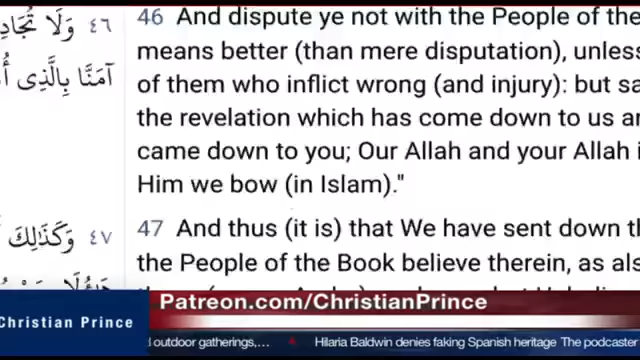 ٤٦ وَلَا تُجَادِ
46 And dispute ye not with the People of the
means better (than mere disputation), unless
آمَنَّا بِالَّذِي أُ
of them who inflict wrong (and injury): but sa
the revelation which has come down to us a
came down to you; Our Allah and your Allah i
Him we bow (in Islam)."
٤٧ وَكَذَٰلِكَ
47 And thus (it is) that We have sent down t
the People of the Book believe therein, as als
Patreon.com/ChristianPrince
Christian Prince
outdoor gatherings,... Hilaria Baldwin denies faking Spanish heritage The podcaster